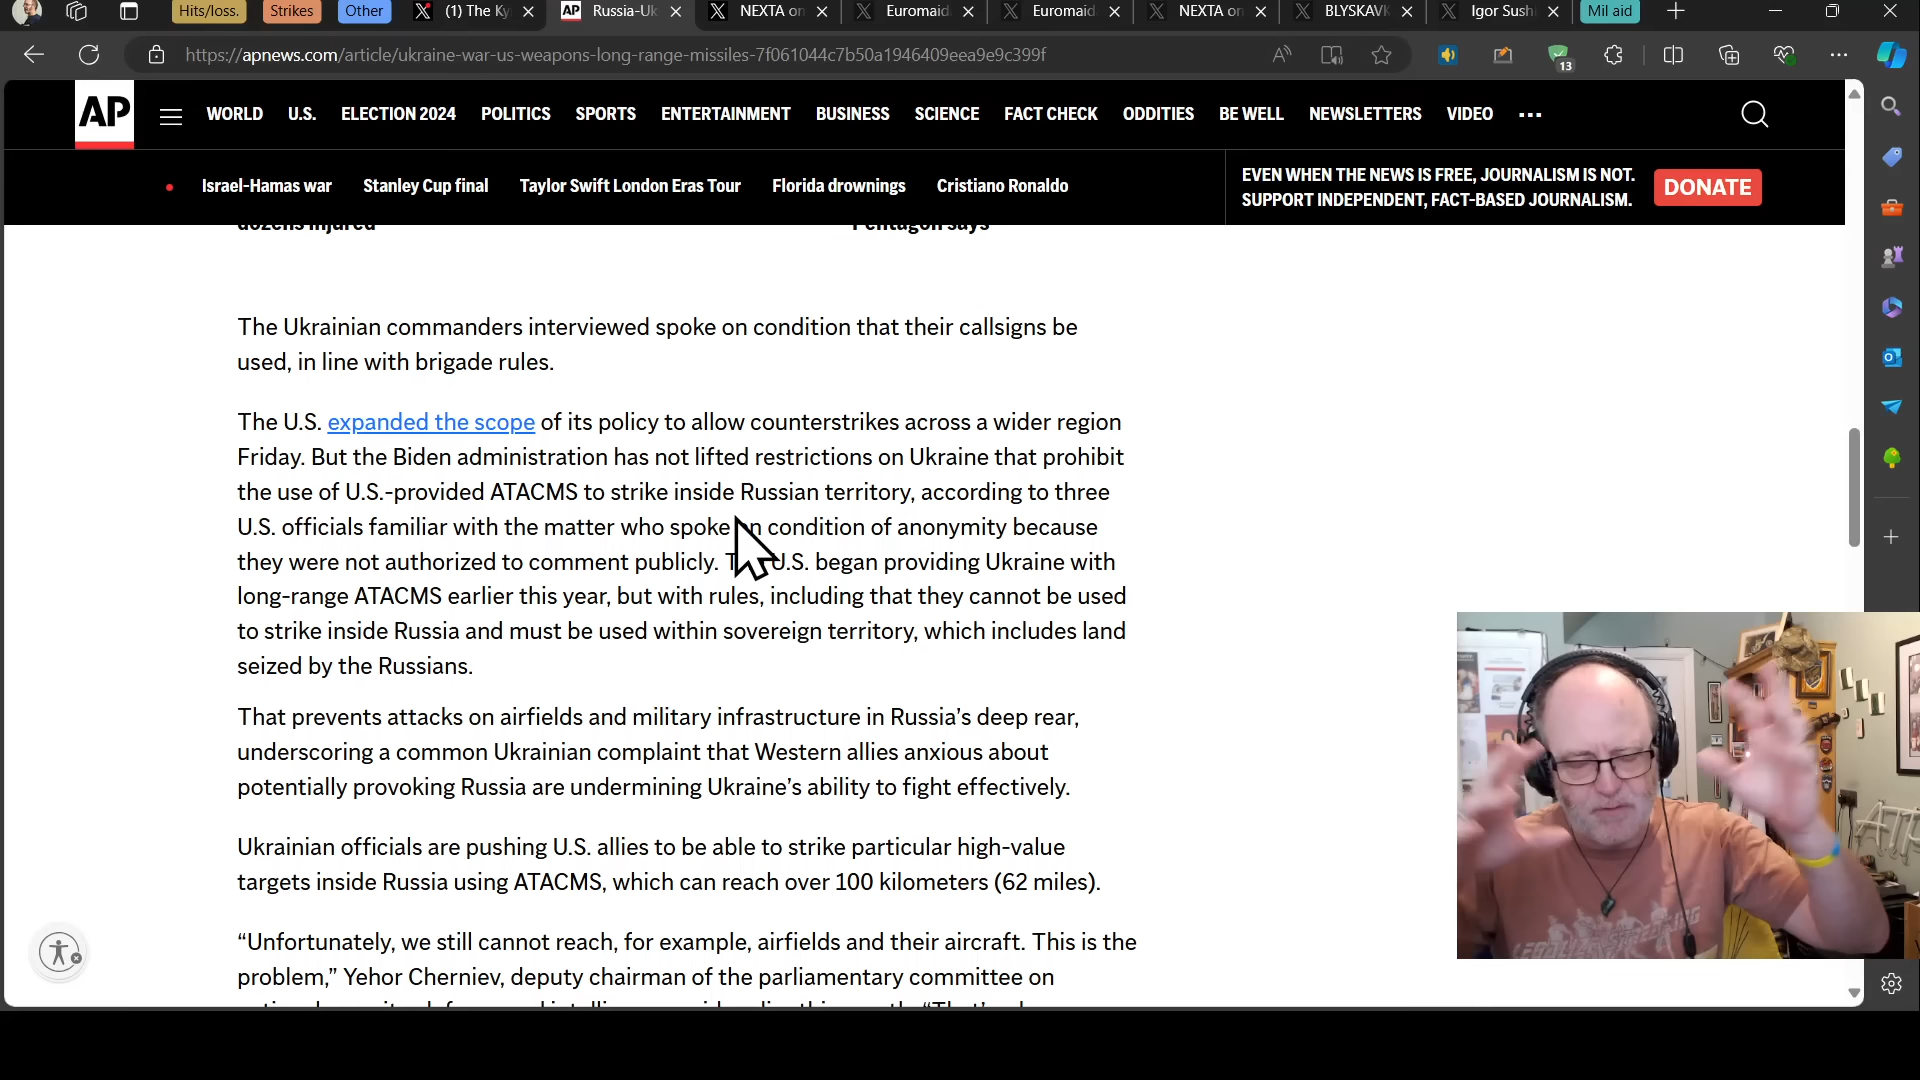 Hits/loss. Strikes Other (1) The Ky Russia-Uk NEXTA on Euromaid Euromaid NEXTA on BLYSKAVK Igor Sushi Mil aid
https://apnews.com/article/ukraine-war-us-weapons-long-range-missiles-7f061044c7b50a1946409eea9e9c399f
13
AP WORLD U.S. ELECTION 2024 POLITICS SPORTS ENTERTAINMENT BUSINESS SCIENCE FACT CHECK ODDITIES BE WELL NEWSLETTERS VIDEO
Israel-Hamas war Stanley Cup final Taylor Swift London Eras Tour Florida drownings Cristiano Ronaldo
EVEN WHEN THE NEWS IS FREE, JOURNALISM IS NOT.
SUPPORT INDEPENDENT, FACT-BASED JOURNALISM.
DONATE
dozens injured
Pentagon says
The Ukrainian commanders interviewed spoke on condition that their callsigns be
used, in line with brigade rules.
The U.S. expanded the scope of its policy to allow counterstrikes across a wider region
Friday. But the Biden administration has not lifted restrictions on Ukraine that prohibit
the use of U.S.-provided ATACMS to strike inside Russian territory, according to three
U.S. officials familiar with the matter who spoke on condition of anonymity because
they were not authorized to comment publicly. The U.S. began providing Ukraine with
long-range ATACMS earlier this year, but with rules, including that they cannot be used
to strike inside Russia and must be used within sovereign territory, which includes land
seized by the Russians.
That prevents attacks on airfields and military infrastructure in Russia's deep rear,
underscoring a common Ukrainian complaint that Western allies anxious about
potentially provoking Russia are undermining Ukraine's ability to fight effectively.
Ukrainian officials are pushing U.S. allies to be able to strike particular high-value
targets inside Russia using ATACMS, which can reach over 100 kilometers (62 miles).
“Unfortunately, we still cannot reach, for example, airfields and their aircraft. This is the
problem,” Yehor Cherniev, deputy chairman of the parliamentary committee on